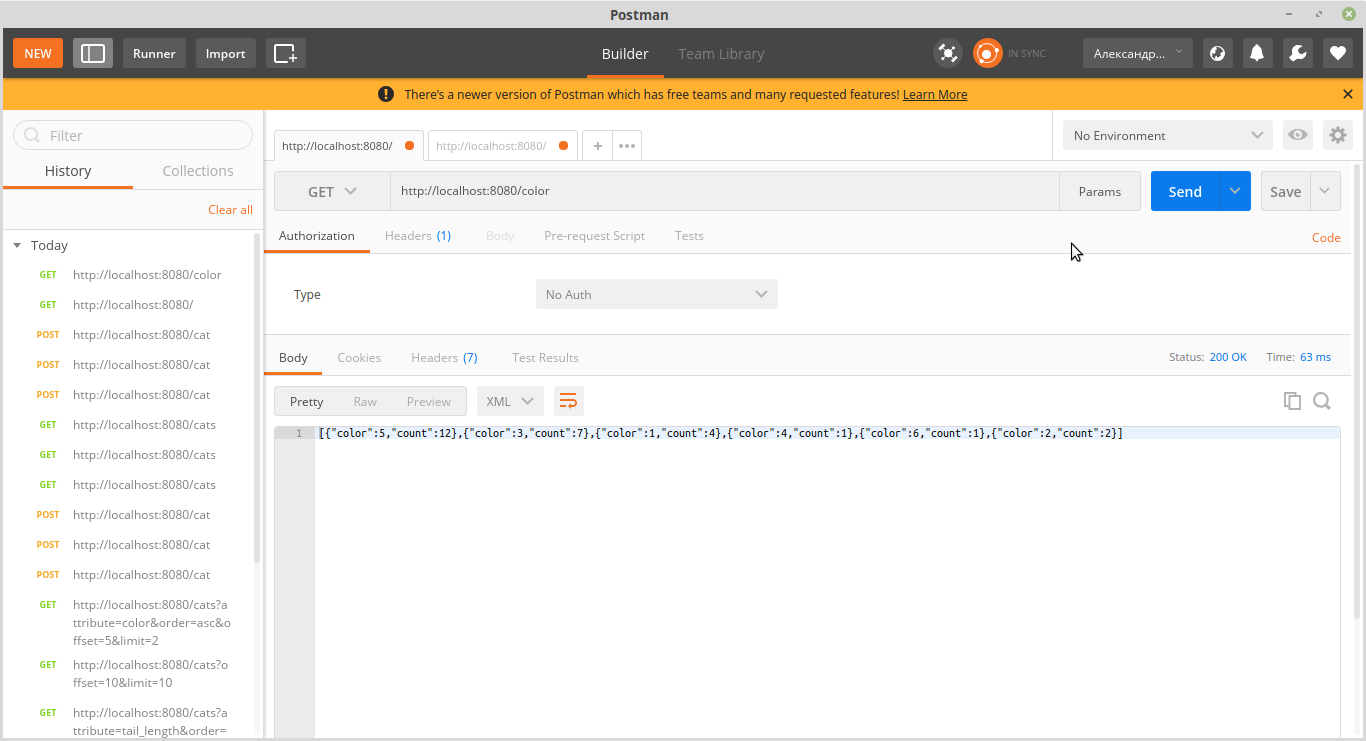 Postman
NEW
Runner
Import
Builder
Team Library
IN SYNC
Александр...
There's a newer version of Postman which has free teams and many requested features! Learn More
Filter
History
Collections
Clear all
Today
GET http://localhost:8080/color
GET http://localhost:8080/
POST http://localhost:8080/cat
POST http://localhost:8080/cat
POST http://localhost:8080/cat
GET http://localhost:8080/cats
GET http://localhost:8080/cats
GET http://localhost:8080/cats
POST http://localhost:8080/cat
POST http://localhost:8080/cat
POST http://localhost:8080/cat
GET http://localhost:8080/cats?a
ttribute=color&order=asc&o
ffset=5&limit=2
GET http://localhost:8080/cats?o
ffset=10&limit=10
GET http://localhost:8080/cats?a
ttribute=tail_length&order=
http://localhost:8080/
http://localhost:8080/
No Environment
GET
http://localhost:8080/color
Params
Send
Save
Authorization
Headers (1)
Body
Pre-request Script
Tests
Code
Type
No Auth
Body
Cookies
Headers (7)
Test Results
Status: 200 OK
Time: 63 ms
Pretty
Raw
Preview
XML
1 [{"color":5,"count":12},{"color":3,"count":7},{"color":1,"count":4},{"color":4,"count":1},{"color":6,"count":1},{"color":2,"count":2}]